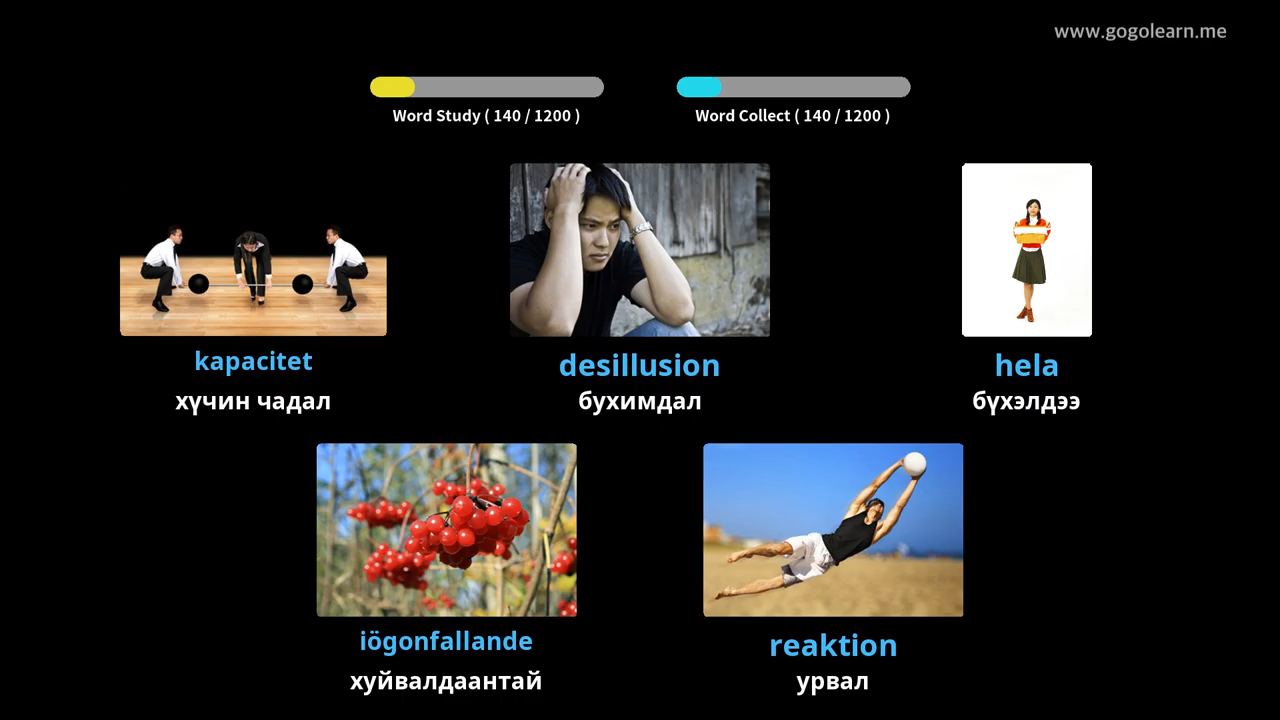 www.gogolearn.me
Word Study ( 140 / 1200 )
Word Collect ( 140 / 1200 )
kapacitet
хүчин чадал
desillusion
бухимдал
hela
бүхэлдээ
iögonfallande
хуйвалдаантай
reaktion
урвал